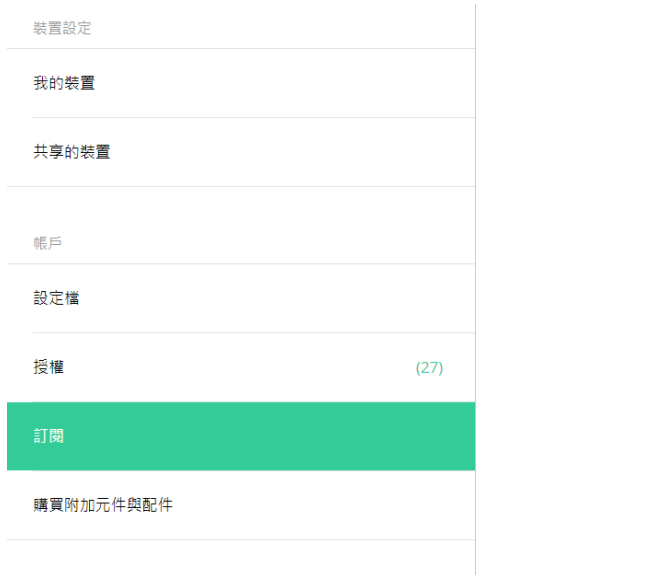 裝置設定
我的裝置
共享的裝置
帳戶
設定檔
授權 (27)
訂閱
購買附加元件與配件